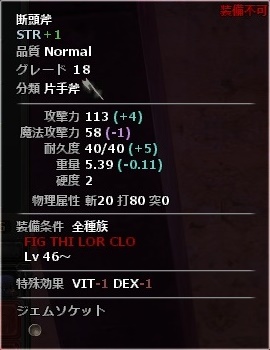 装備不可
断頭斧
STR+1
品質 Normal
グレード 18
分類 片手斧
攻撃力 113 (+4)
魔法攻撃力 58 (-1)
耐久度 40/40 (+5)
重量 5.39 (-0.11)
硬度 2
物理属性 斬20 打80 突0
装備条件 全種族
FIG THI LOR CLO
Lv 46～
特殊効果 VIT-1 DEX-1
ジェムソケット